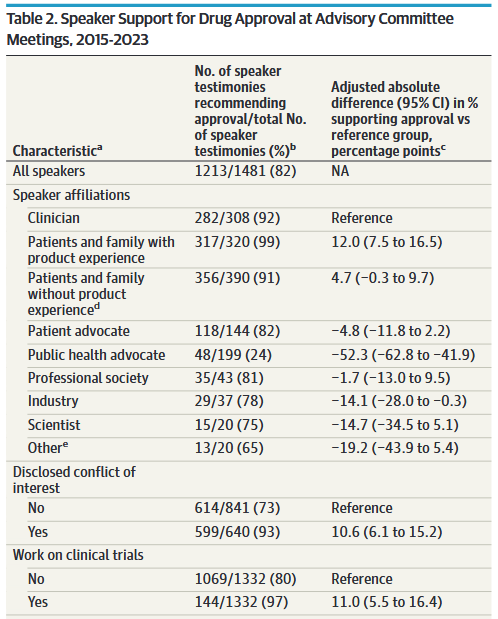 Table 2. Speaker Support for Drug Approval at Advisory Committee
Meetings, 2015-2023
Characteristicᵃ
No. of speaker
testimonies
recommending
approval/total No.
of speaker
testimonies (%)ᵇ
Adjusted absolute
difference (95% CI) in %
supporting approval vs
reference group,
percentage pointsᶜ
All speakers 1213/1481 (82) NA
Speaker affiliations
Clinician 282/308 (92) Reference
Patients and family with 317/320 (99) 12.0 (7.5 to 16.5)
product experience
Patients and family 356/390 (91) 4.7 (−0.3 to 9.7)
without product
experienceᵈ
Patient advocate 118/144 (82) −4.8 (−11.8 to 2.2)
Public health advocate 48/199 (24) −52.3 (−62.8 to −41.9)
Professional society 35/43 (81) −1.7 (−13.0 to 9.5)
Industry 29/37 (78) −14.1 (−28.0 to −0.3)
Scientist 15/20 (75) −14.7 (−34.5 to 5.1)
Otherᵉ 13/20 (65) −19.2 (−43.9 to 5.4)
Disclosed conflict of
interest
No 614/841 (73) Reference
Yes 599/640 (93) 10.6 (6.1 to 15.2)
Work on clinical trials
No 1069/1332 (80) Reference
Yes 144/1332 (97) 11.0 (5.5 to 16.4)